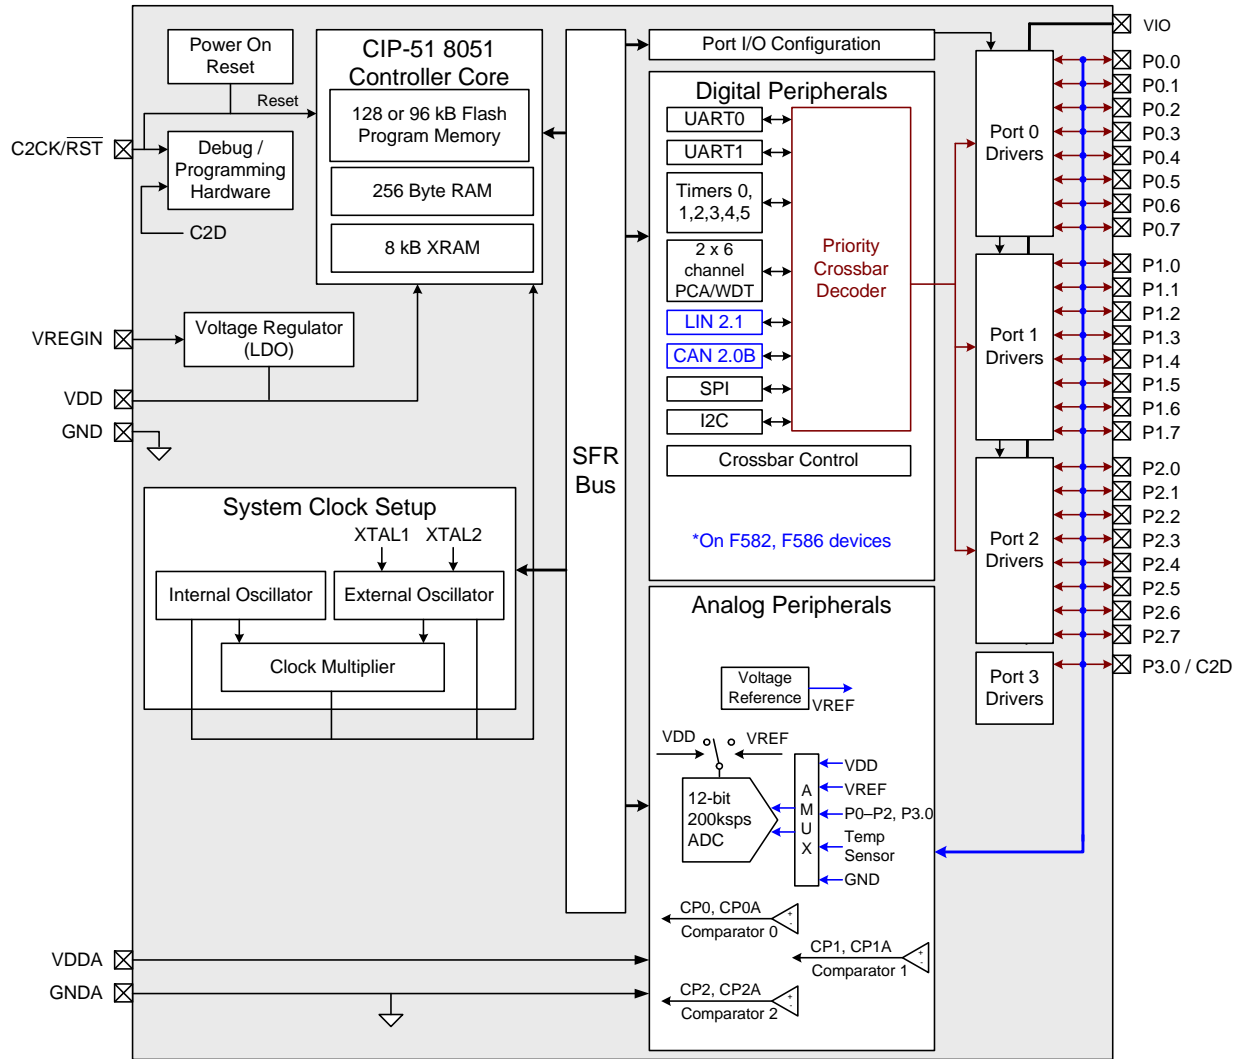 Power On
Reset
Reset
C2CK/RST
Debug /
Programming
Hardware
C2D
CIP-51 8051
Controller Core
128 or 96 kB Flash
Program Memory
256 Byte RAM
8 kB XRAM
VREGIN
Voltage Regulator
(LDO)
VDD
GND
System Clock Setup
XTAL1
XTAL2
Internal Oscillator
External Oscillator
Clock Multiplier
VDDA
GNDA
SFR
Bus
Port I/O Configuration
Digital Peripherals
UART0
UART1
Timers 0,
1,2,3,4,5
2 x 6
channel
PCA/WDT
LIN 2.1
CAN 2.0B
SPI
I2C
Priority
Crossbar
Decoder
Crossbar Control
*On F582, F586 devices
Analog Peripherals
Voltage
Reference
VREF
VDD
VREF
12-bit
200ksps
ADC
A
M
U
X
VDD
VREF
P0–P2, P3.0
Temp
Sensor
GND
CP0, CP0A
+
-
Comparator 0
CP1, CP1A
+
-
Comparator 1
CP2, CP2A
+
-
Comparator 2
Port 0
Drivers
Port 1
Drivers
Port 2
Drivers
Port 3
Drivers
VIO
P0.0
P0.1
P0.2
P0.3
P0.4
P0.5
P0.6
P0.7
P1.0
P1.1
P1.2
P1.3
P1.4
P1.5
P1.6
P1.7
P2.0
P2.1
P2.2
P2.3
P2.4
P2.5
P2.6
P2.7
P3.0 / C2D